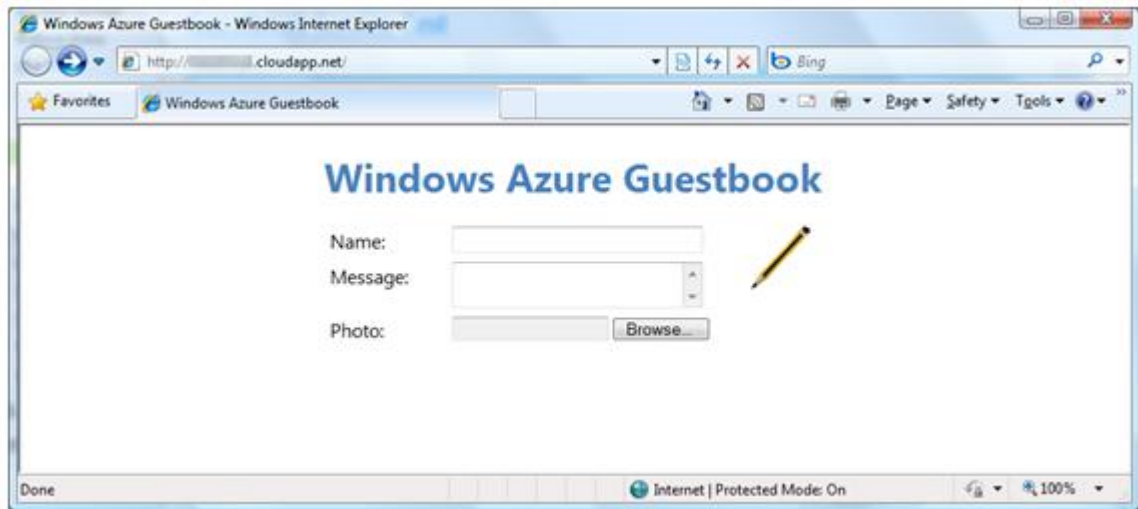 Windows Azure Guestbook - Windows Internet Explorer
http:// .cloudapp.net/ Bing
Favorites Windows Azure Guestbook Page Safety Tools
Windows Azure Guestbook
Name:
Message:
Photo: Browse...
Done Internet | Protected Mode: On 100%